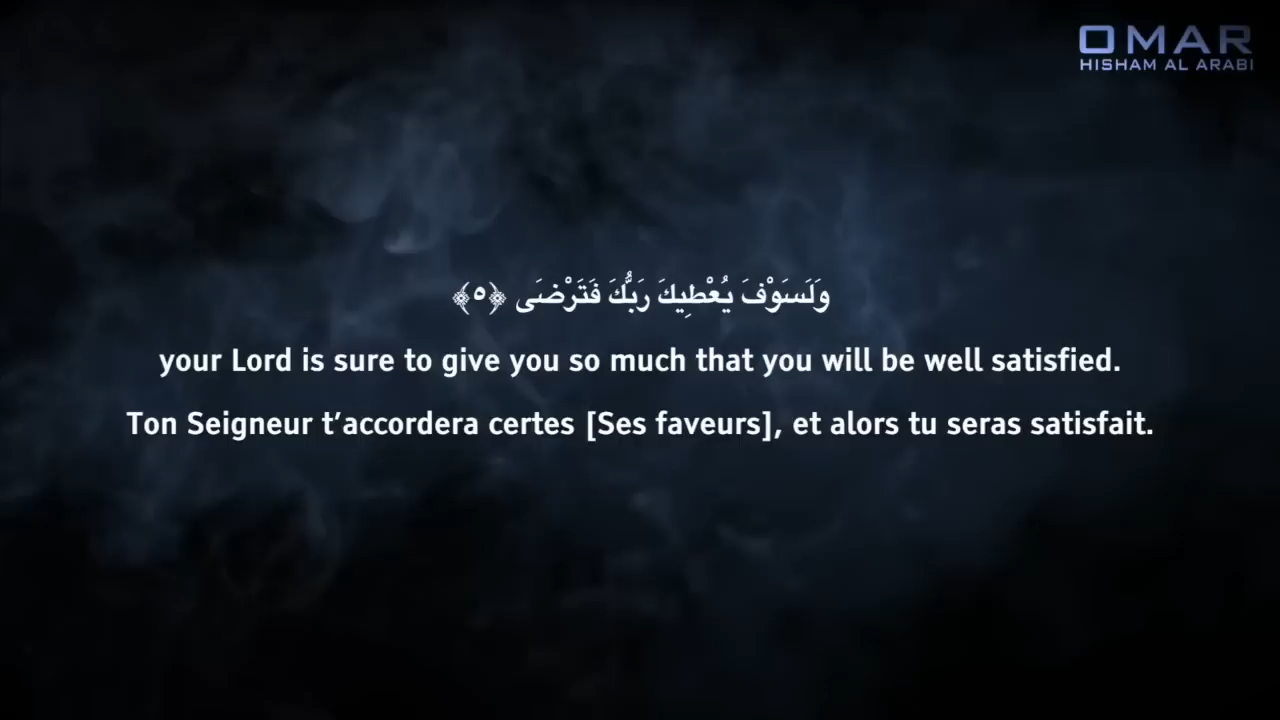 OMAR
HISHAM AL ARABI
وَلَسَوْفَ يُعْطِيكَ رَبُّكَ فَتَرْضَى ﴿٥﴾
your Lord is sure to give you so much that you will be well satisfied.
Ton Seigneur t’accordera certes [Ses faveurs], et alors tu seras satisfait.